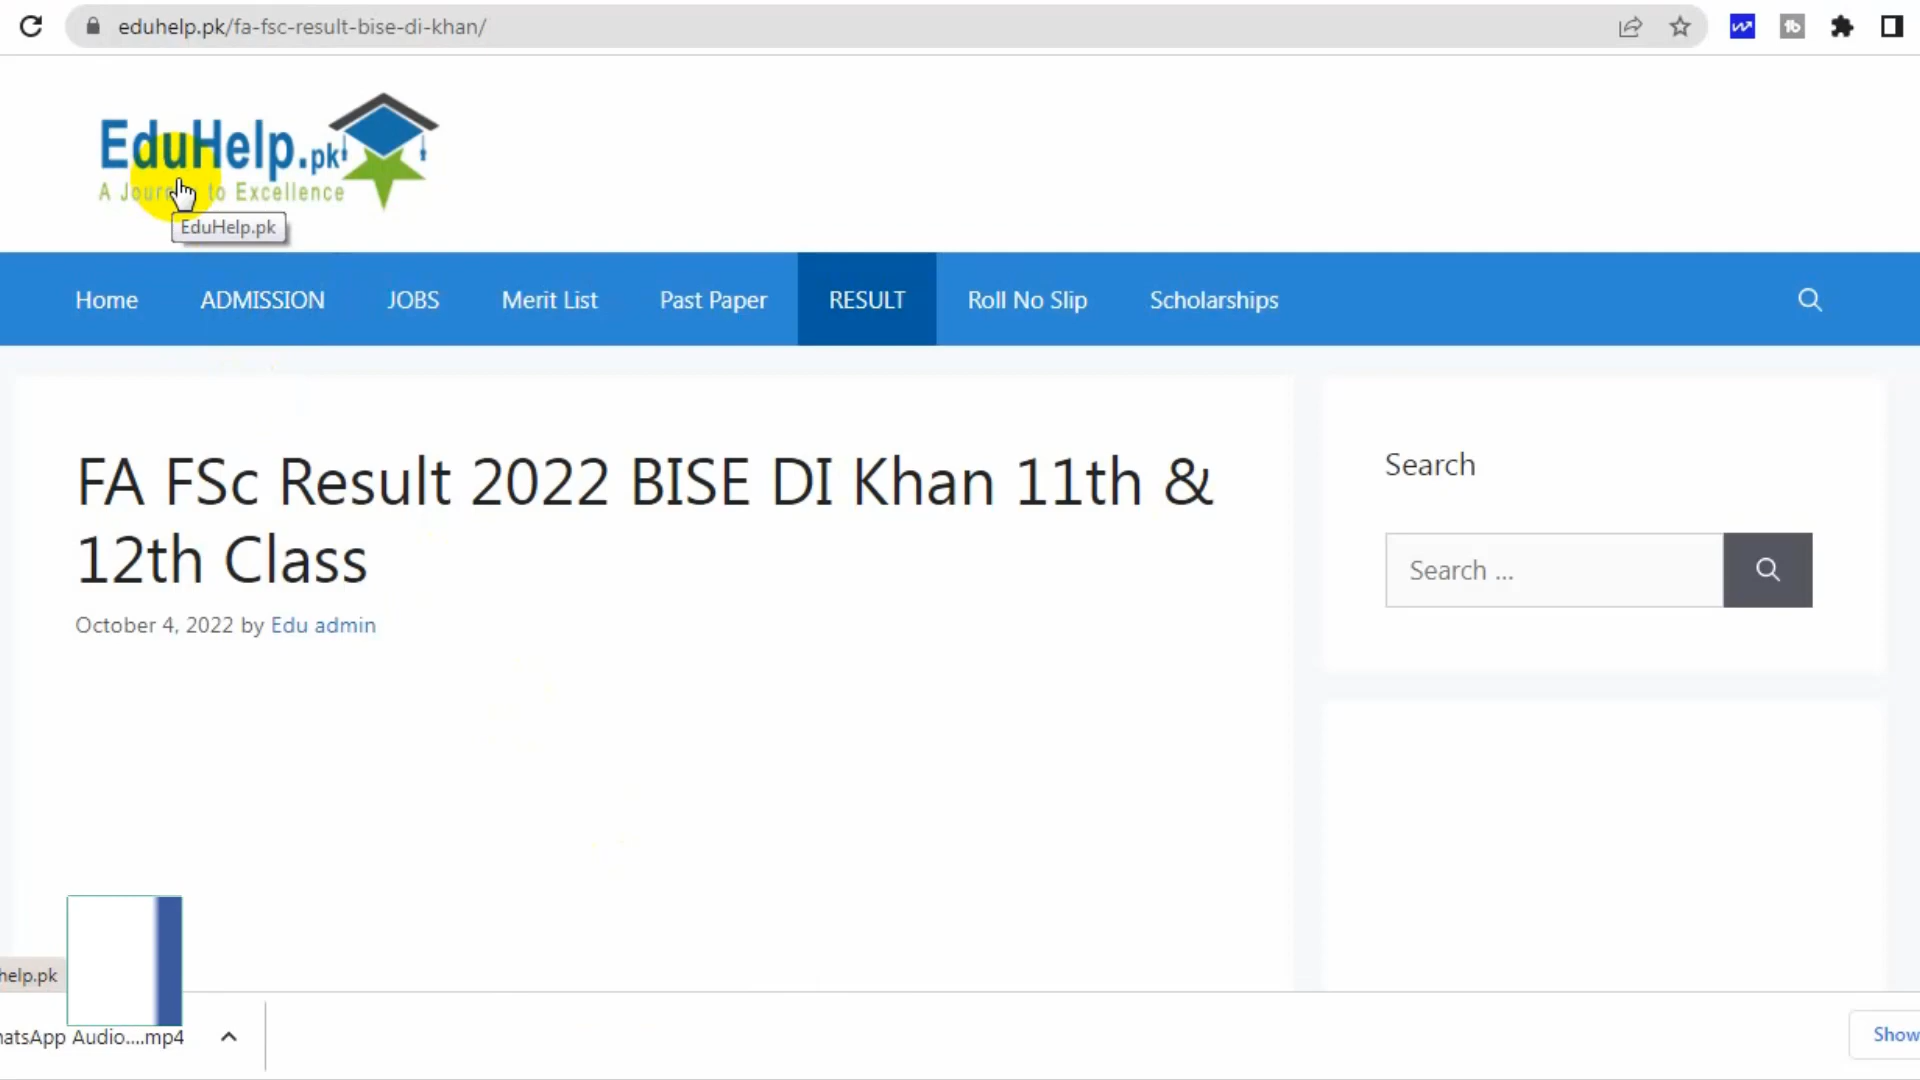 eduhelp.pk/fa-fsc-result-bise-di-khan/
EduHelp.pk
A Journey to Excellence
EduHelp.pk
Home ADMISSION JOBS Merit List Past Paper RESULT Roll No Slip Scholarships
FA FSc Result 2022 BISE DI Khan 11th &
12th Class
October 4, 2022 by Edu admin
Search
Search ...
help.pk
hatsApp Audio....mp4
Show